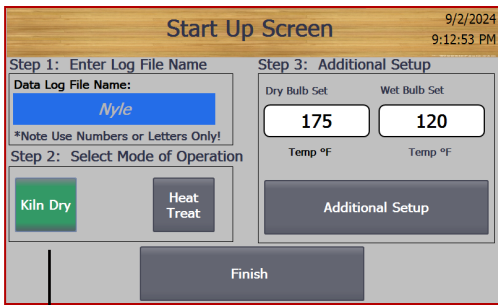 Start Up Screen
9/2/2024
9:12:53 PM
Step 1: Enter Log File Name
Data Log File Name:
Nyle
*Note Use Numbers or Letters Only!
Step 2: Select Mode of Operation
Kiln Dry
Heat
Treat
Step 3: Additional Setup
Dry Bulb Set
Wet Bulb Set
175
120
Temp ºF
Temp ºF
Additional Setup
Finish